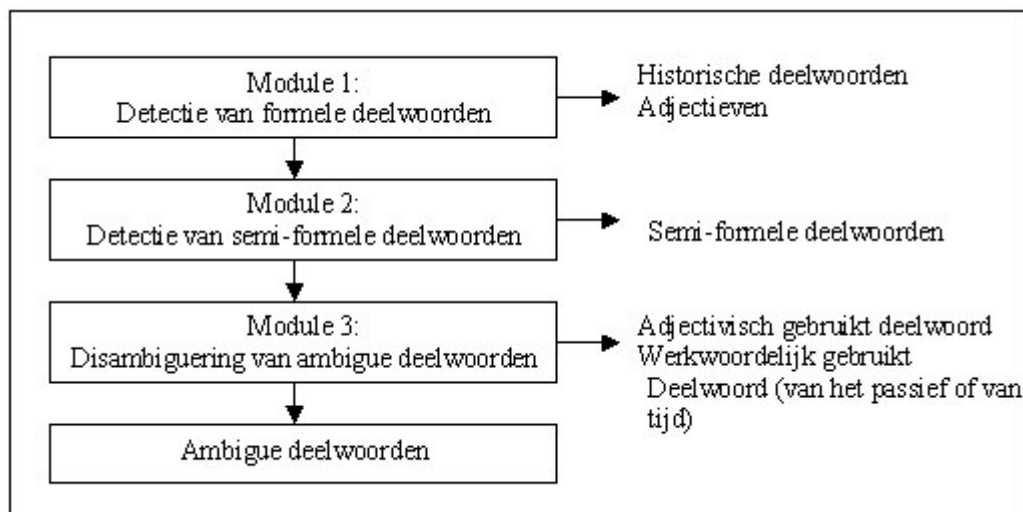 Module 1:
Detectie van formele deelwoorden
Historische deelwoorden
Adjectieven
Module 2:
Detectie van semi-formele deelwoorden
Semi-formele deelwoorden
Module 3:
Disambiguering van ambigue deelwoorden
Adjectivisch gebruikt deelwoord
Werkwoordelijk gebruikt
Deelwoord (van het passief of van
tijd)
Ambigue deelwoorden